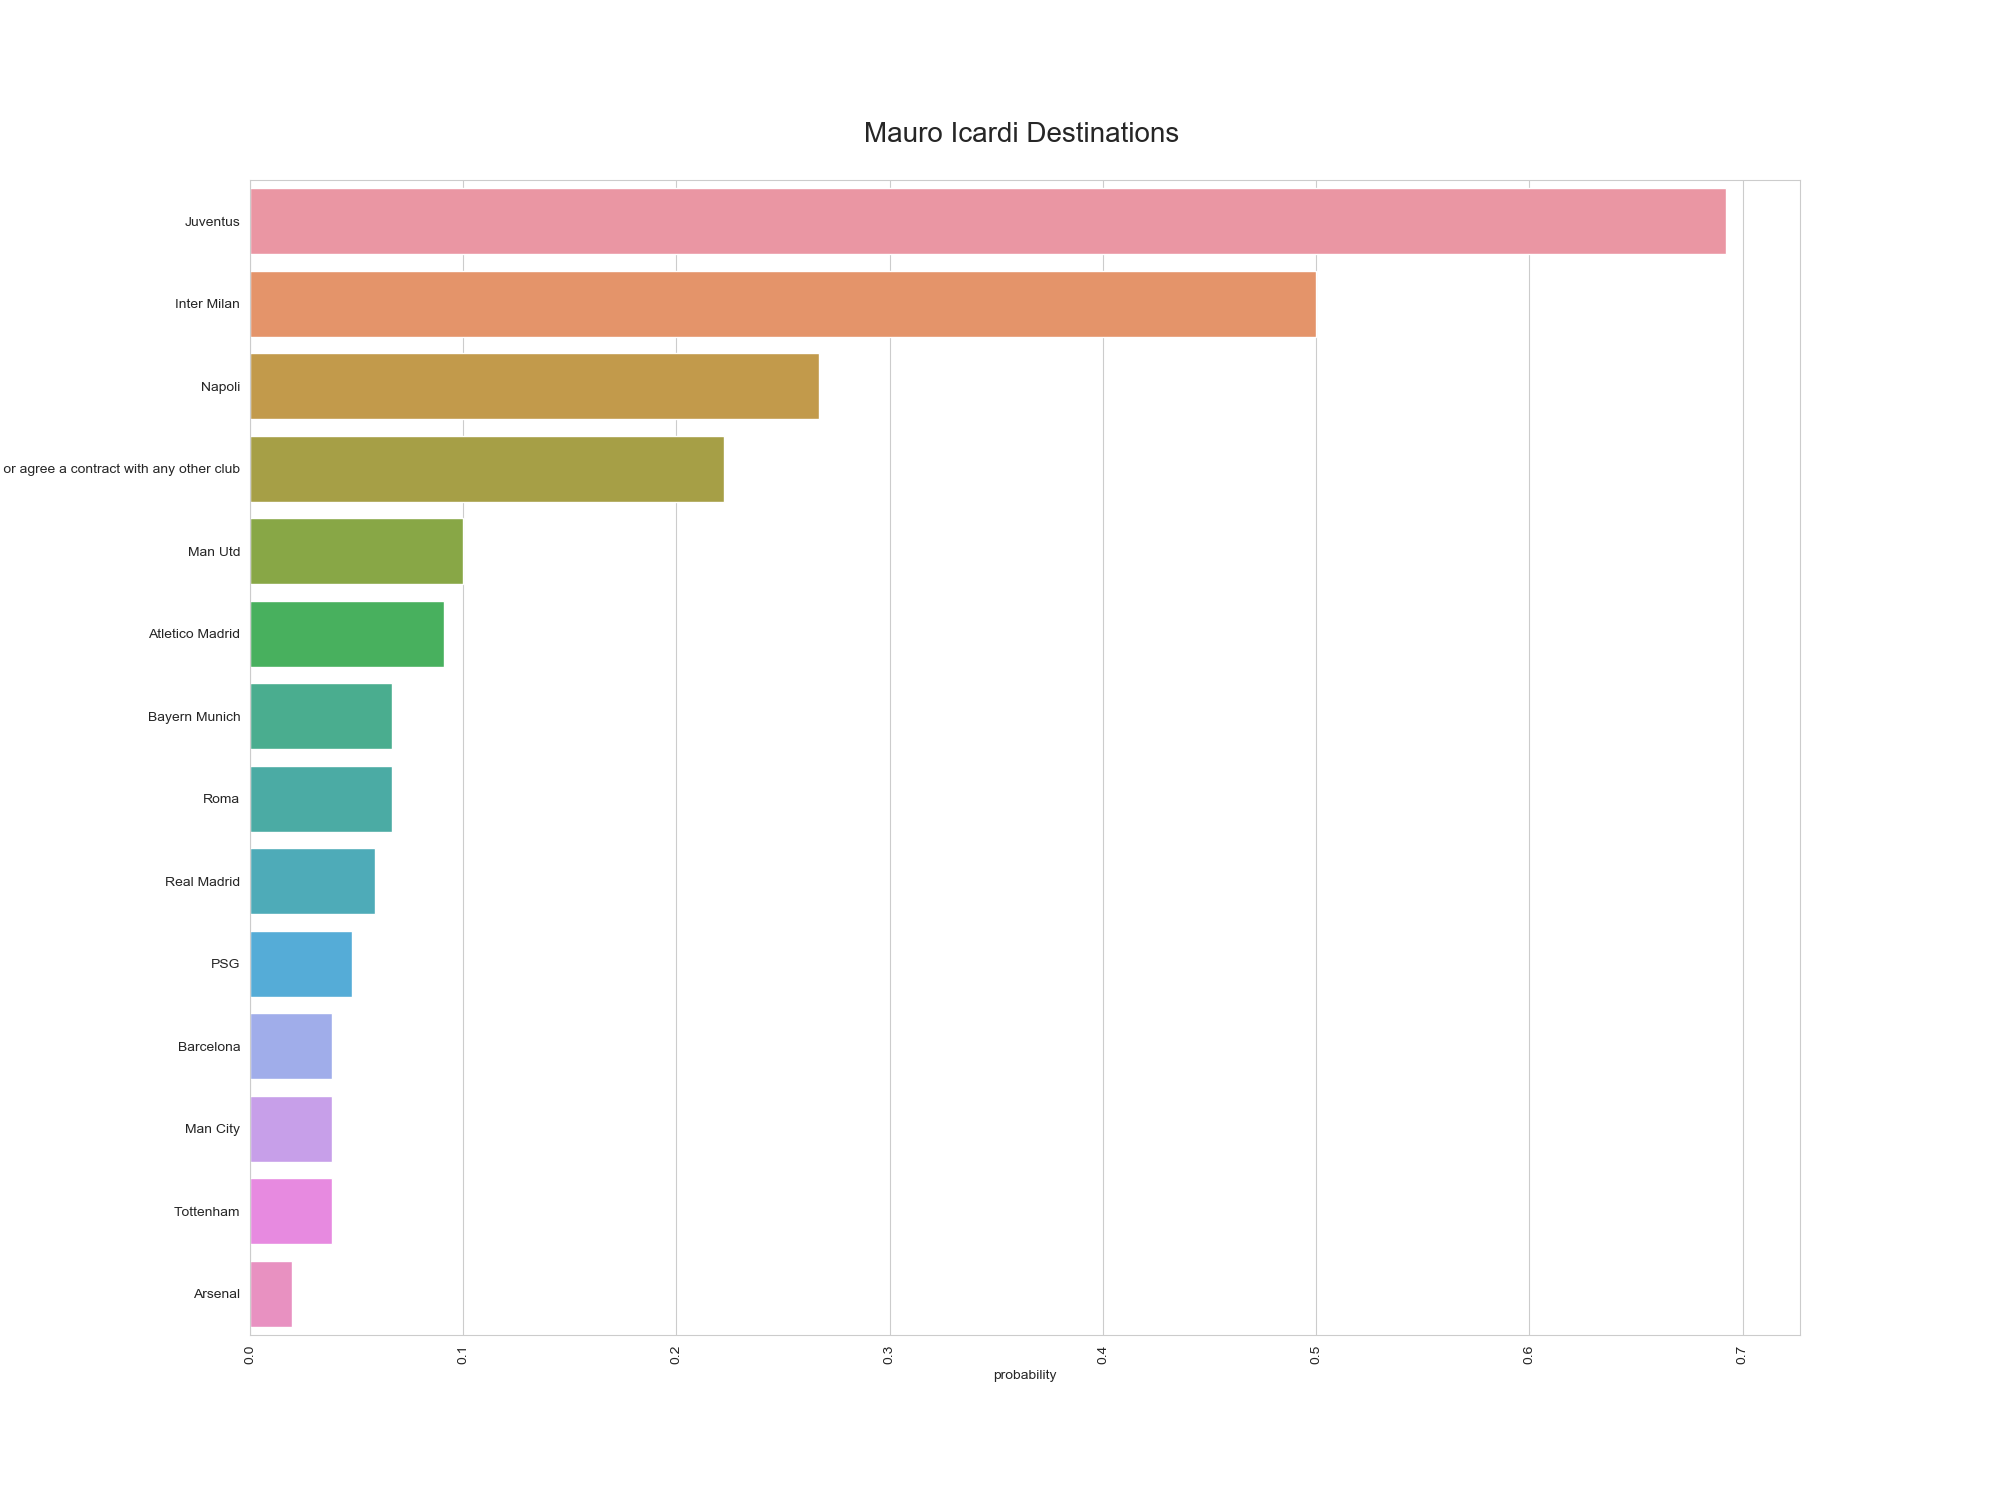 Mauro Icardi Destinations
Juventus
Inter Milan
Napoli
or agree a contract with any other club
Man Utd
Atletico Madrid
Bayern Munich
Roma
Real Madrid
PSG
Barcelona
Man City
Tottenham
Arsenal
0.0 0.1 0.2 0.3 0.4 0.5 0.6 0.7
probability